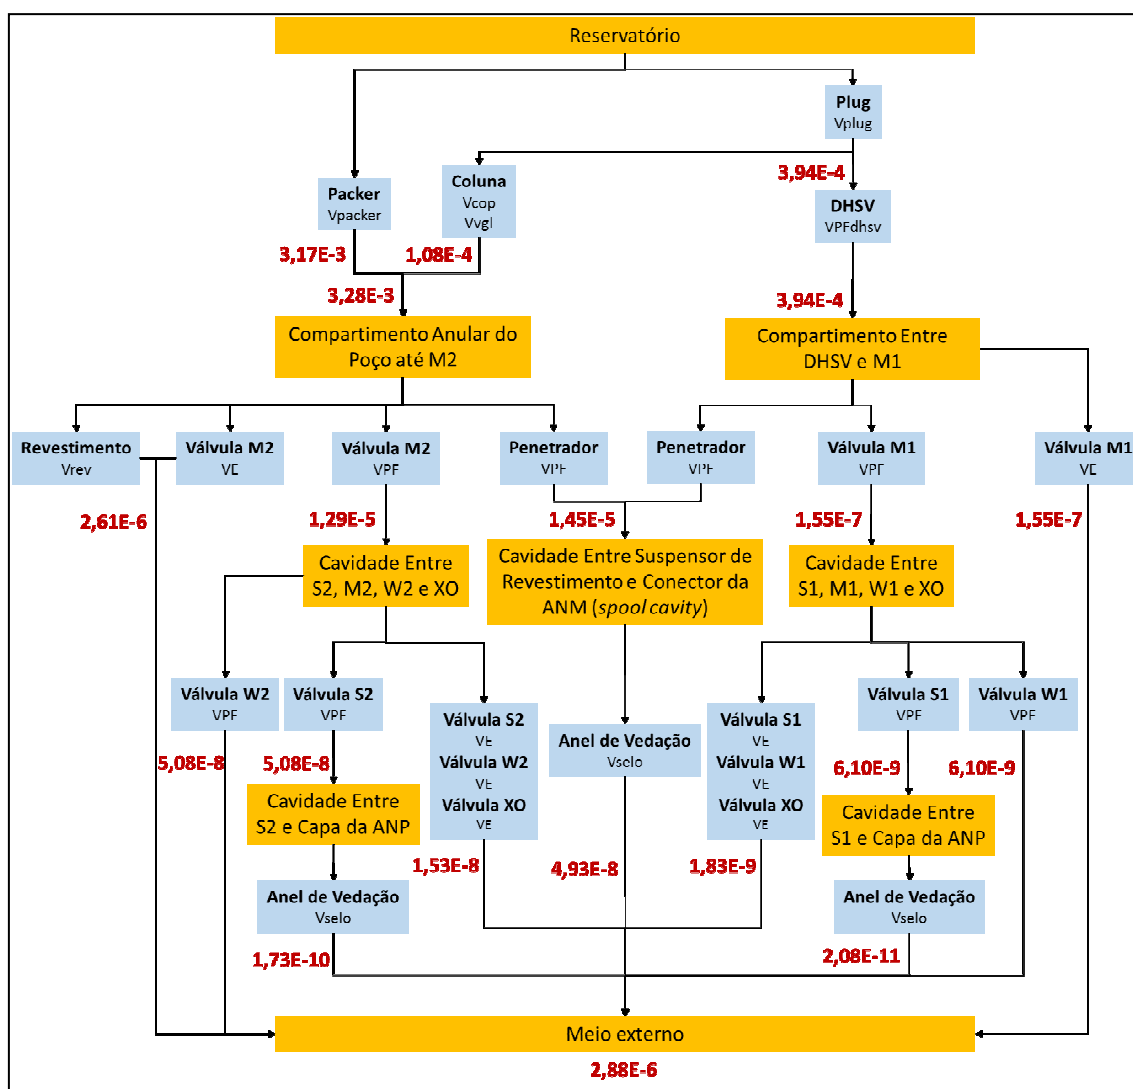 Reservatório
Plug
Vplug
3,94E-4
Coluna
Vcop
Vvgl
Packer
Vpacker
DHSV
VPFdhsv
3,17E-3
1,08E-4
3,28E-3
3,94E-4
Compartimento Anular do
Poço até M2
Compartimento Entre
DHSV e M1
Revestimento
Vrev
Válvula M2
VE
Válvula M2
VPF
Penetrador
VPF
Penetrador
VPF
Válvula M1
VPF
Válvula M1
VE
2,61E-6
1,29E-5
1,45E-5
1,55E-7
1,55E-7
Cavidade Entre
S2, M2, W2 e XO
Cavidade Entre Suspensor de
Revestimento e Conector da
ANM (spool cavity)
Cavidade Entre
S1, M1, W1 e XO
Válvula W2
VPF
Válvula S2
VPF
Válvula S2
VE
Válvula W2
VE
Válvula XO
VE
Anel de Vedação
Vselo
Válvula S1
VE
Válvula W1
VE
Válvula XO
VE
Válvula S1
VPF
Válvula W1
VPF
5,08E-8
5,08E-8
6,10E-9
6,10E-9
Cavidade Entre
S2 e Capa da ANP
Cavidade Entre
S1 e Capa da ANP
1,53E-8
4,93E-8
1,83E-9
Anel de Vedação
Vselo
Anel de Vedação
Vselo
1,73E-10
2,08E-11
Meio externo
2,88E-6